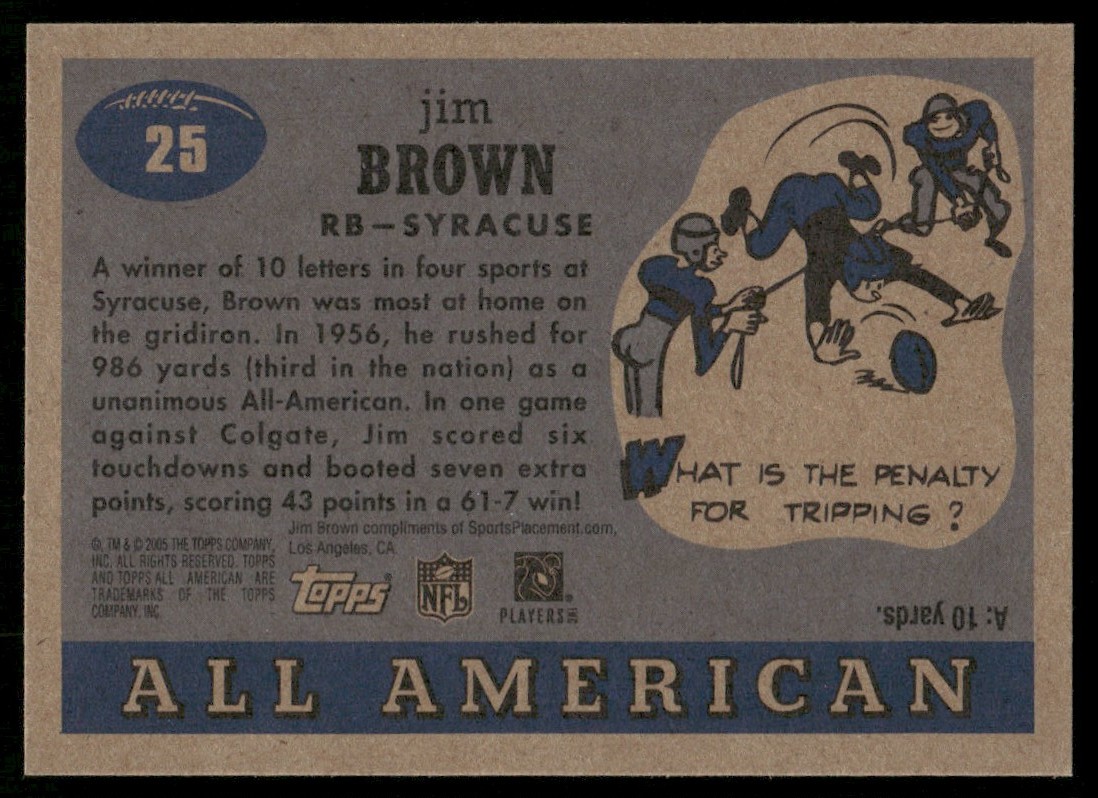 25
jim
BROWN
RB–SYRACUSE
A winner of 10 letters in four sports at
Syracuse, Brown was most at home on
the gridiron. In 1956, he rushed for
986 yards (third in the nation) as a
unanimous All-American. In one game
against Colgate, Jim scored six
touchdowns and booted seven extra
points, scoring 43 points in a 61-7 win!
Jim Brown compliments of SportsPlacement.com,
Los Angeles, CA
®, TM & © 2005 THE TOPPS COMPANY,
INC. ALL RIGHTS RESERVED. TOPPS
AND TOPPS ALL AMERICAN ARE
TRADEMARKS OF THE TOPPS
COMPANY, INC.
topps
NFL
PLAYERS INC
WHAT IS THE PENALTY
FOR TRIPPING?
A: 10 yards.
ALL AMERICAN